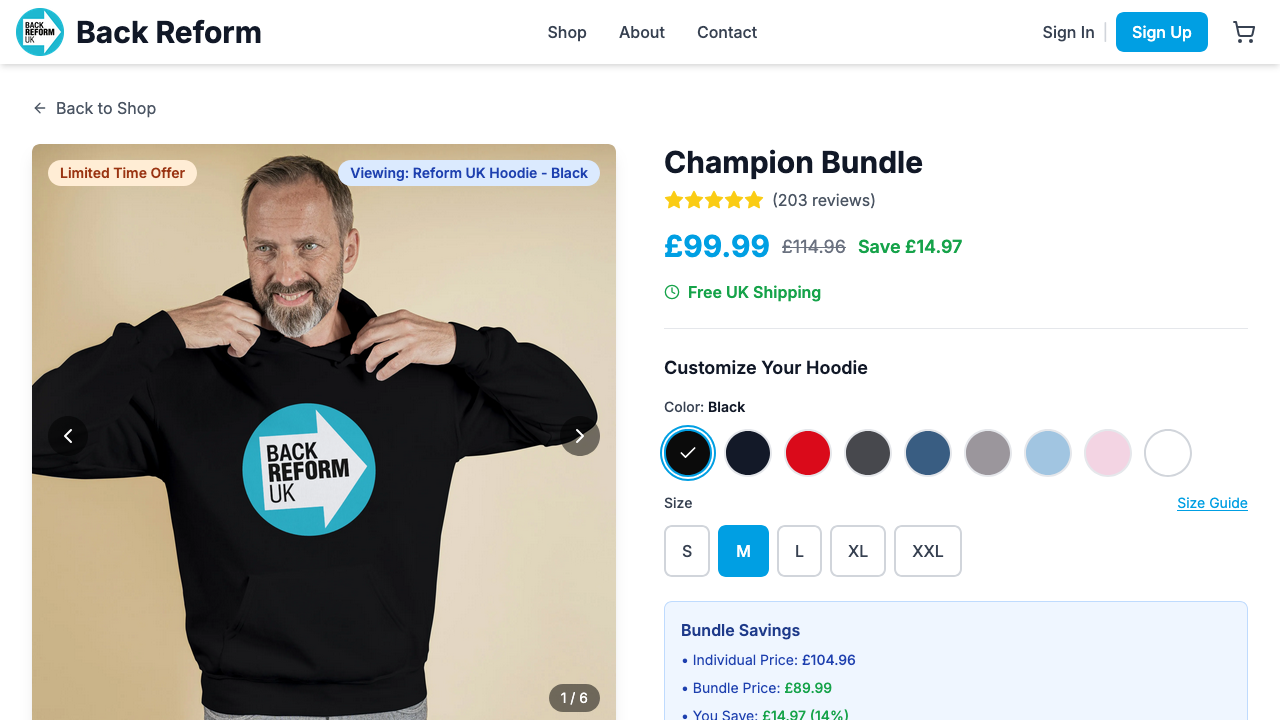 BACK
REFORM
UK
Back Reform
Shop
About
Contact
Sign In
Sign Up
Back to Shop
Limited Time Offer
Viewing: Reform UK Hoodie - Black
BACK
REFORM
UK
1 / 6
Champion Bundle
(203 reviews)
£99.99 £114.96 Save £14.97
Free UK Shipping
Customize Your Hoodie
Color: Black
Size
Size Guide
S
M
L
XL
XXL
Bundle Savings
• Individual Price: £104.96
• Bundle Price: £89.99
• You Save: £14.97 (14%)